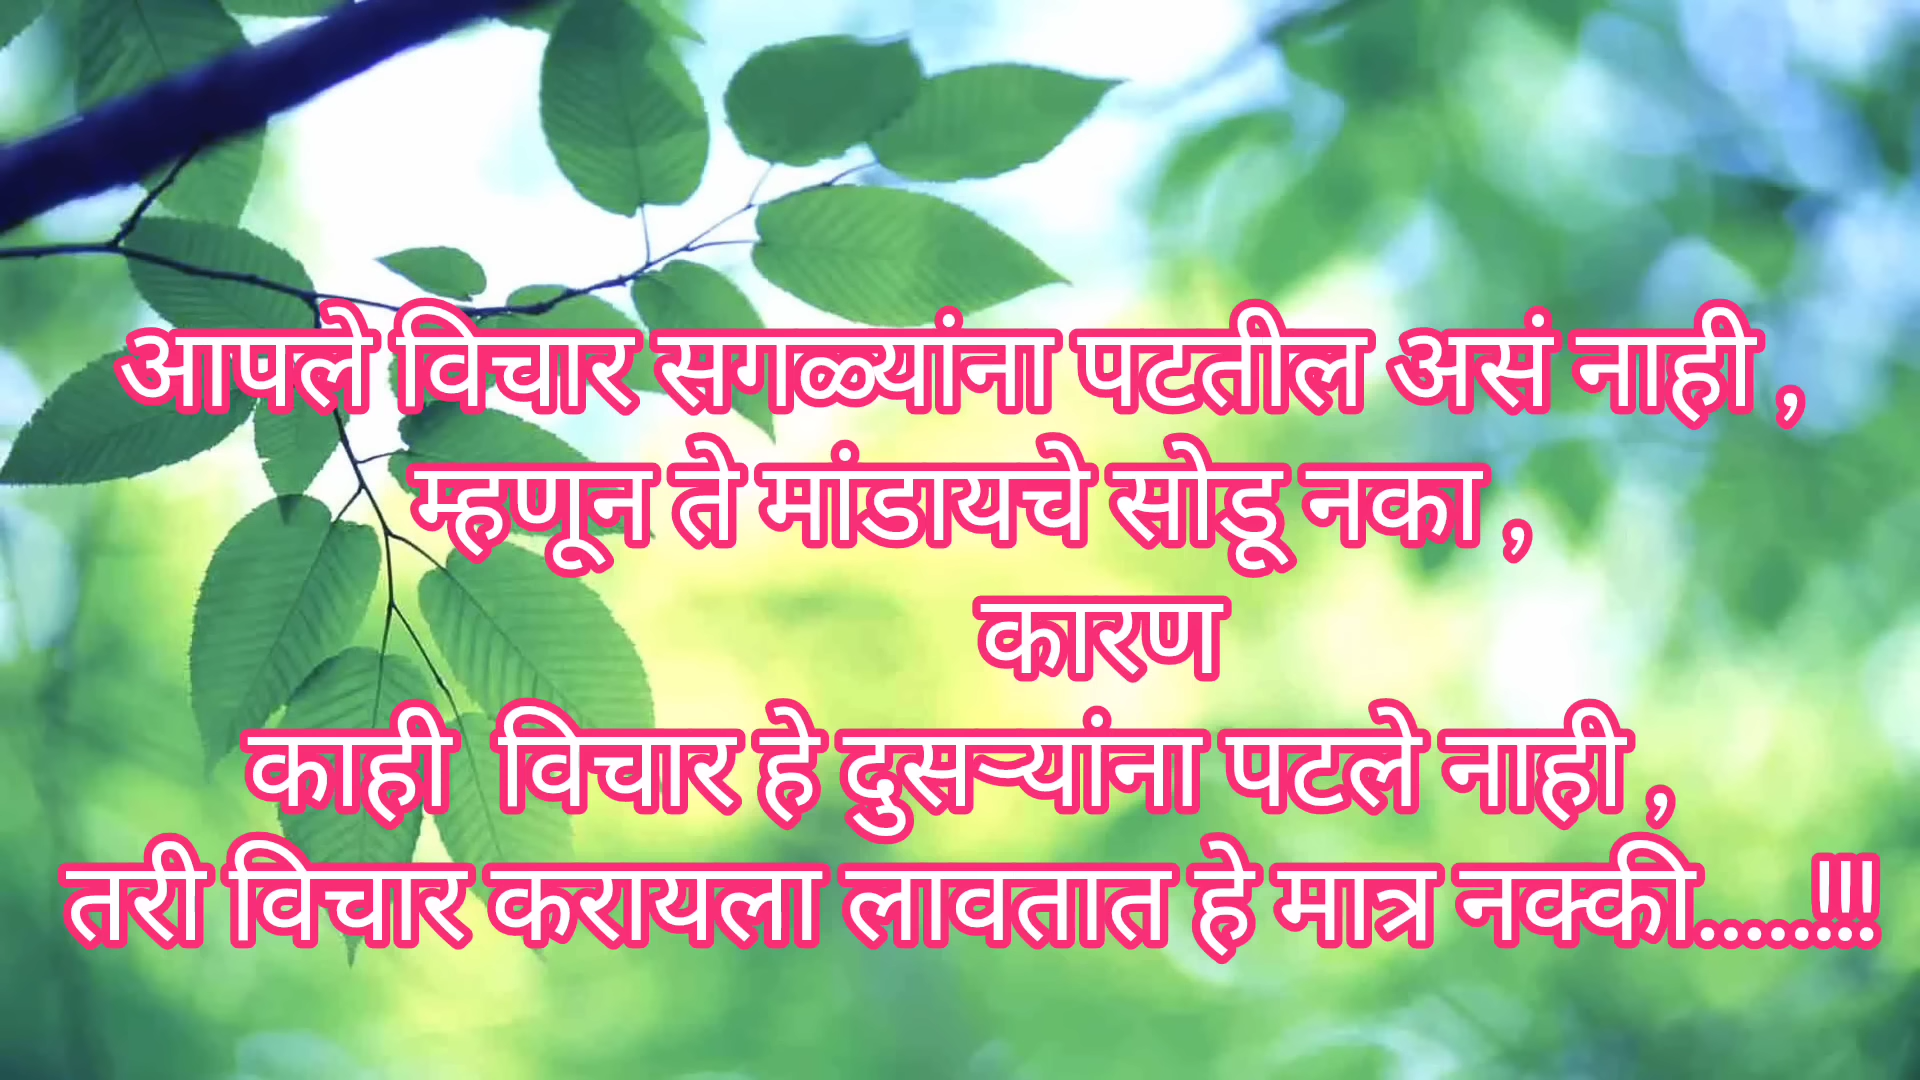 आपले विचार सगळ्यांना पटतील असं नाही ,
म्हणून ते मांडायचे सोडू नका ,
कारण
काही विचार हे दुसऱ्यांना पटले नाही ,
तरी विचार करायला लावतात हे मात्र नक्की.....!!!